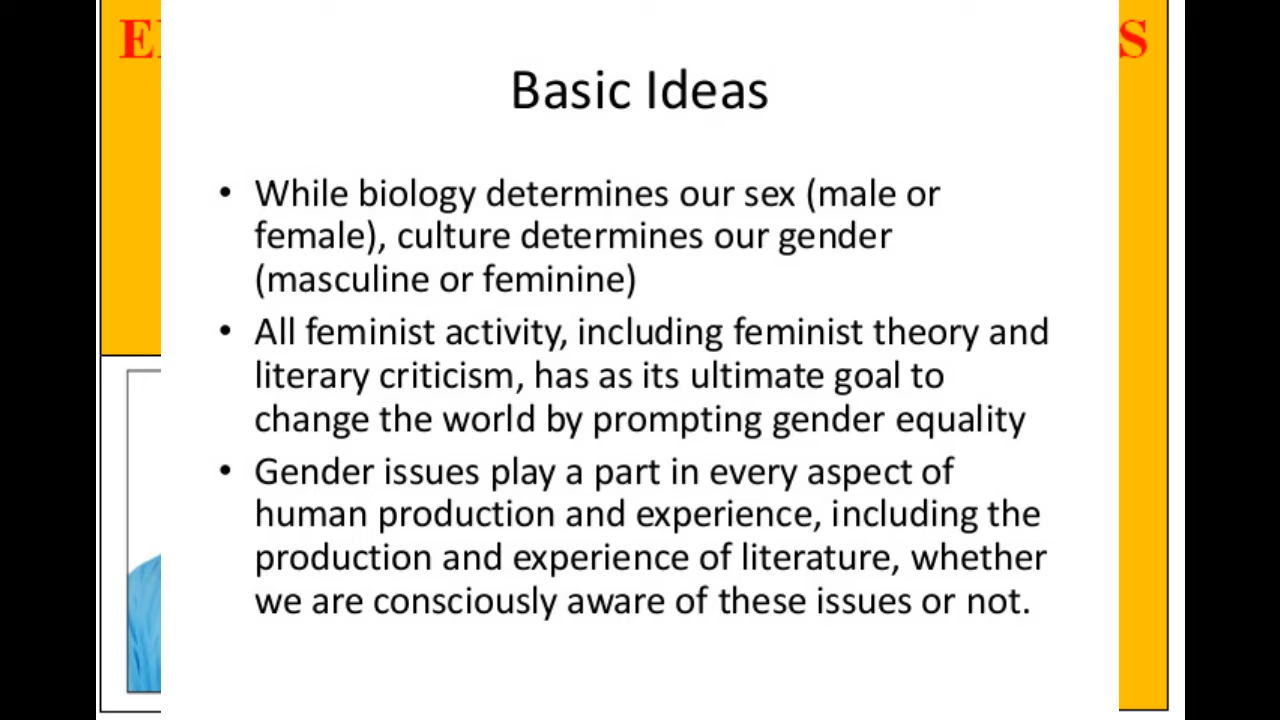 Basic Ideas
• While biology determines our sex (male or
female), culture determines our gender
(masculine or feminine)
• All feminist activity, including feminist theory and
literary criticism, has as its ultimate goal to
change the world by prompting gender equality
• Gender issues play a part in every aspect of
human production and experience, including the
production and experience of literature, whether
we are consciously aware of these issues or not.